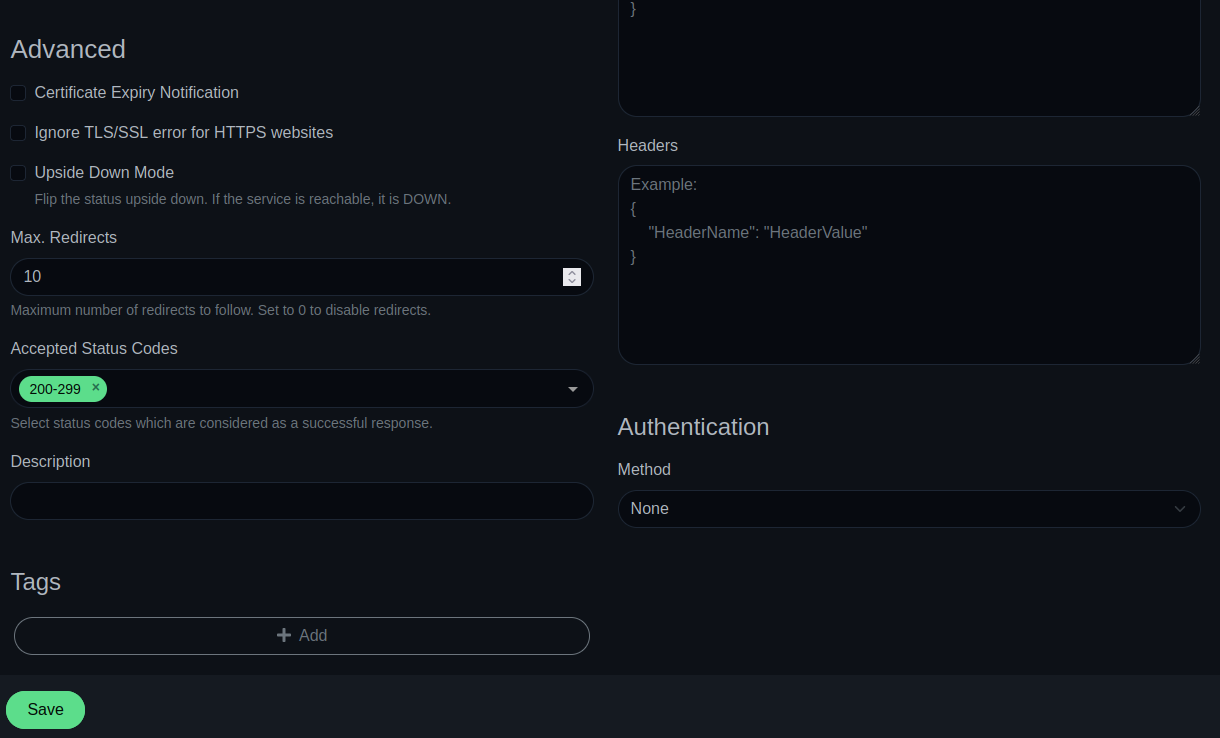 Advanced
Certificate Expiry Notification
Ignore TLS/SSL error for HTTPS websites
Upside Down Mode
Flip the status upside down. If the service is reachable, it is DOWN.
Max. Redirects
10
Maximum number of redirects to follow. Set to 0 to disable redirects.
Accepted Status Codes
200-299 ×
Select status codes which are considered as a successful response.
Description
Tags
+ Add
Save
}
Headers
Example:
{
    "HeaderName": "HeaderValue"
}
Authentication
Method
None